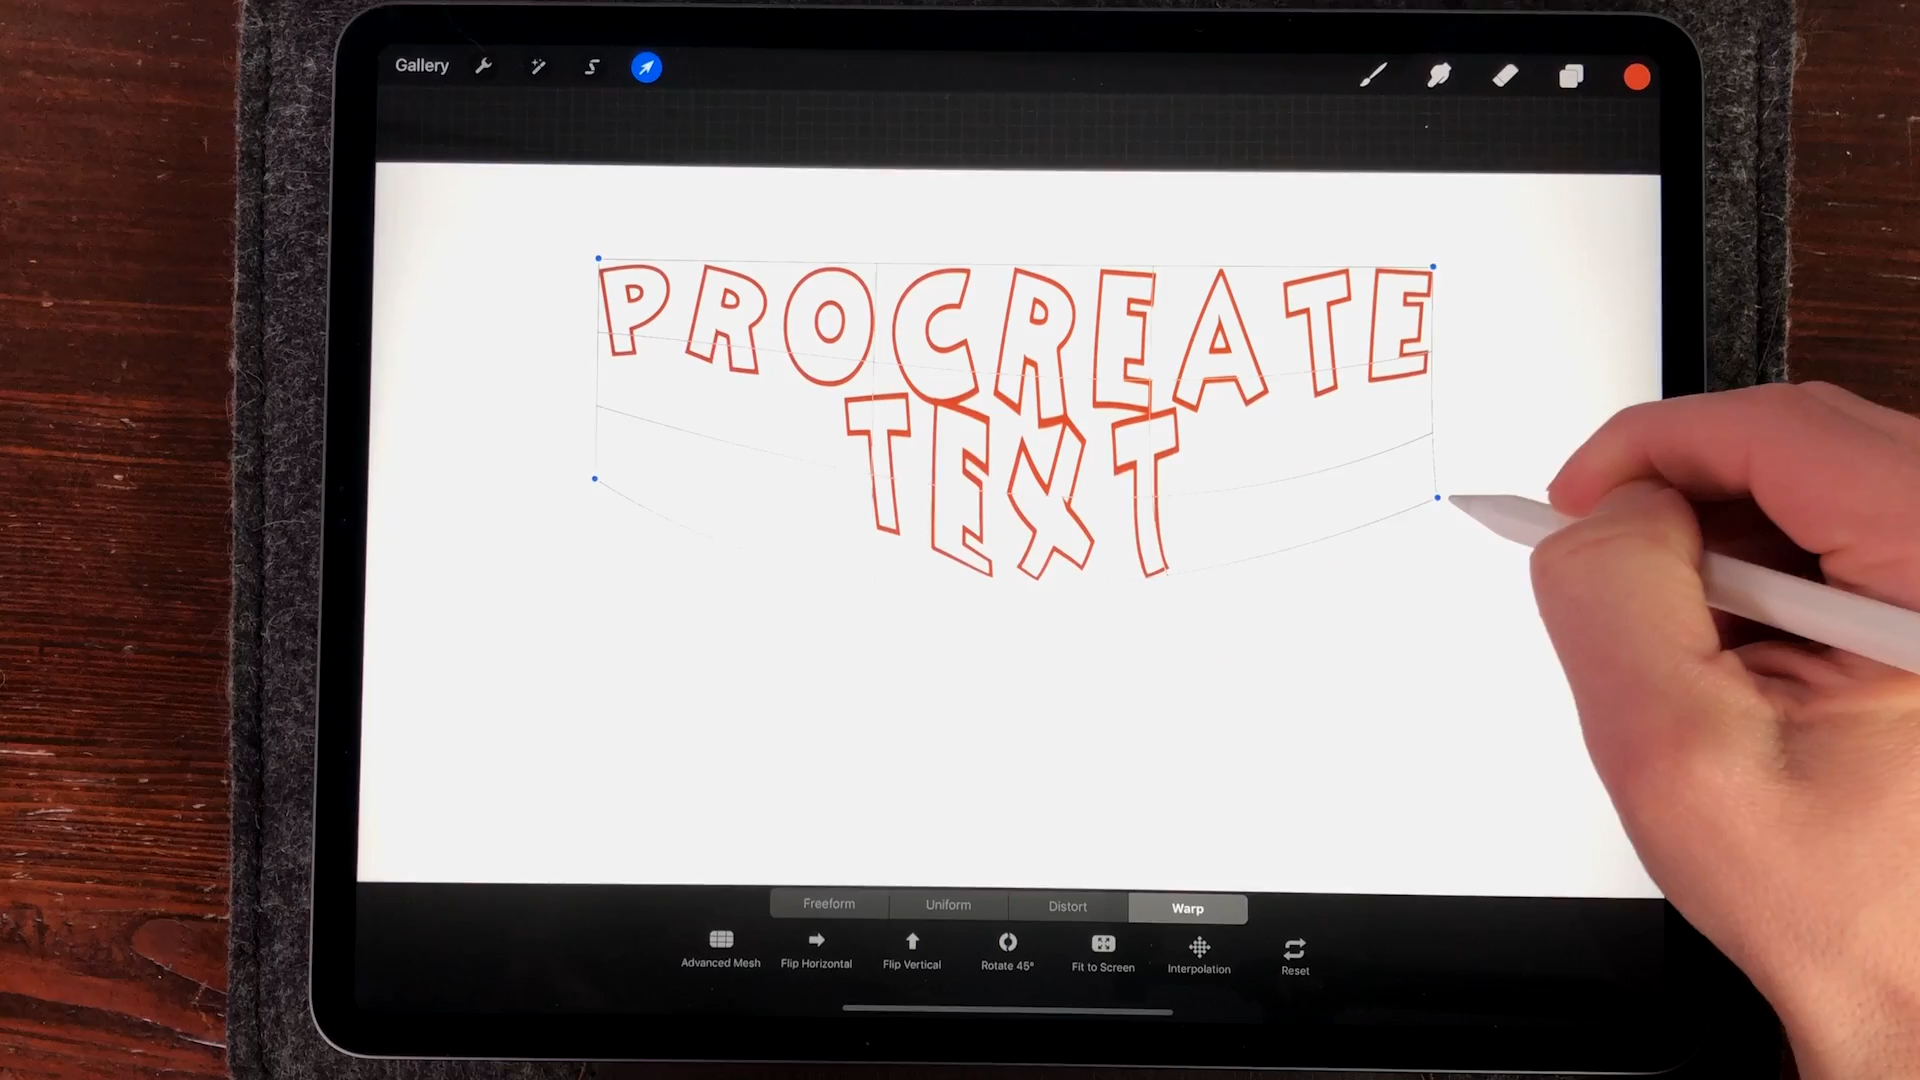 Gallery
PROCREATE
TEXT
Freeform Uniform Distort Warp
Advanced Mesh Flip Horizontal Flip Vertical Rotate 45° Fit to Screen Interpolation Reset